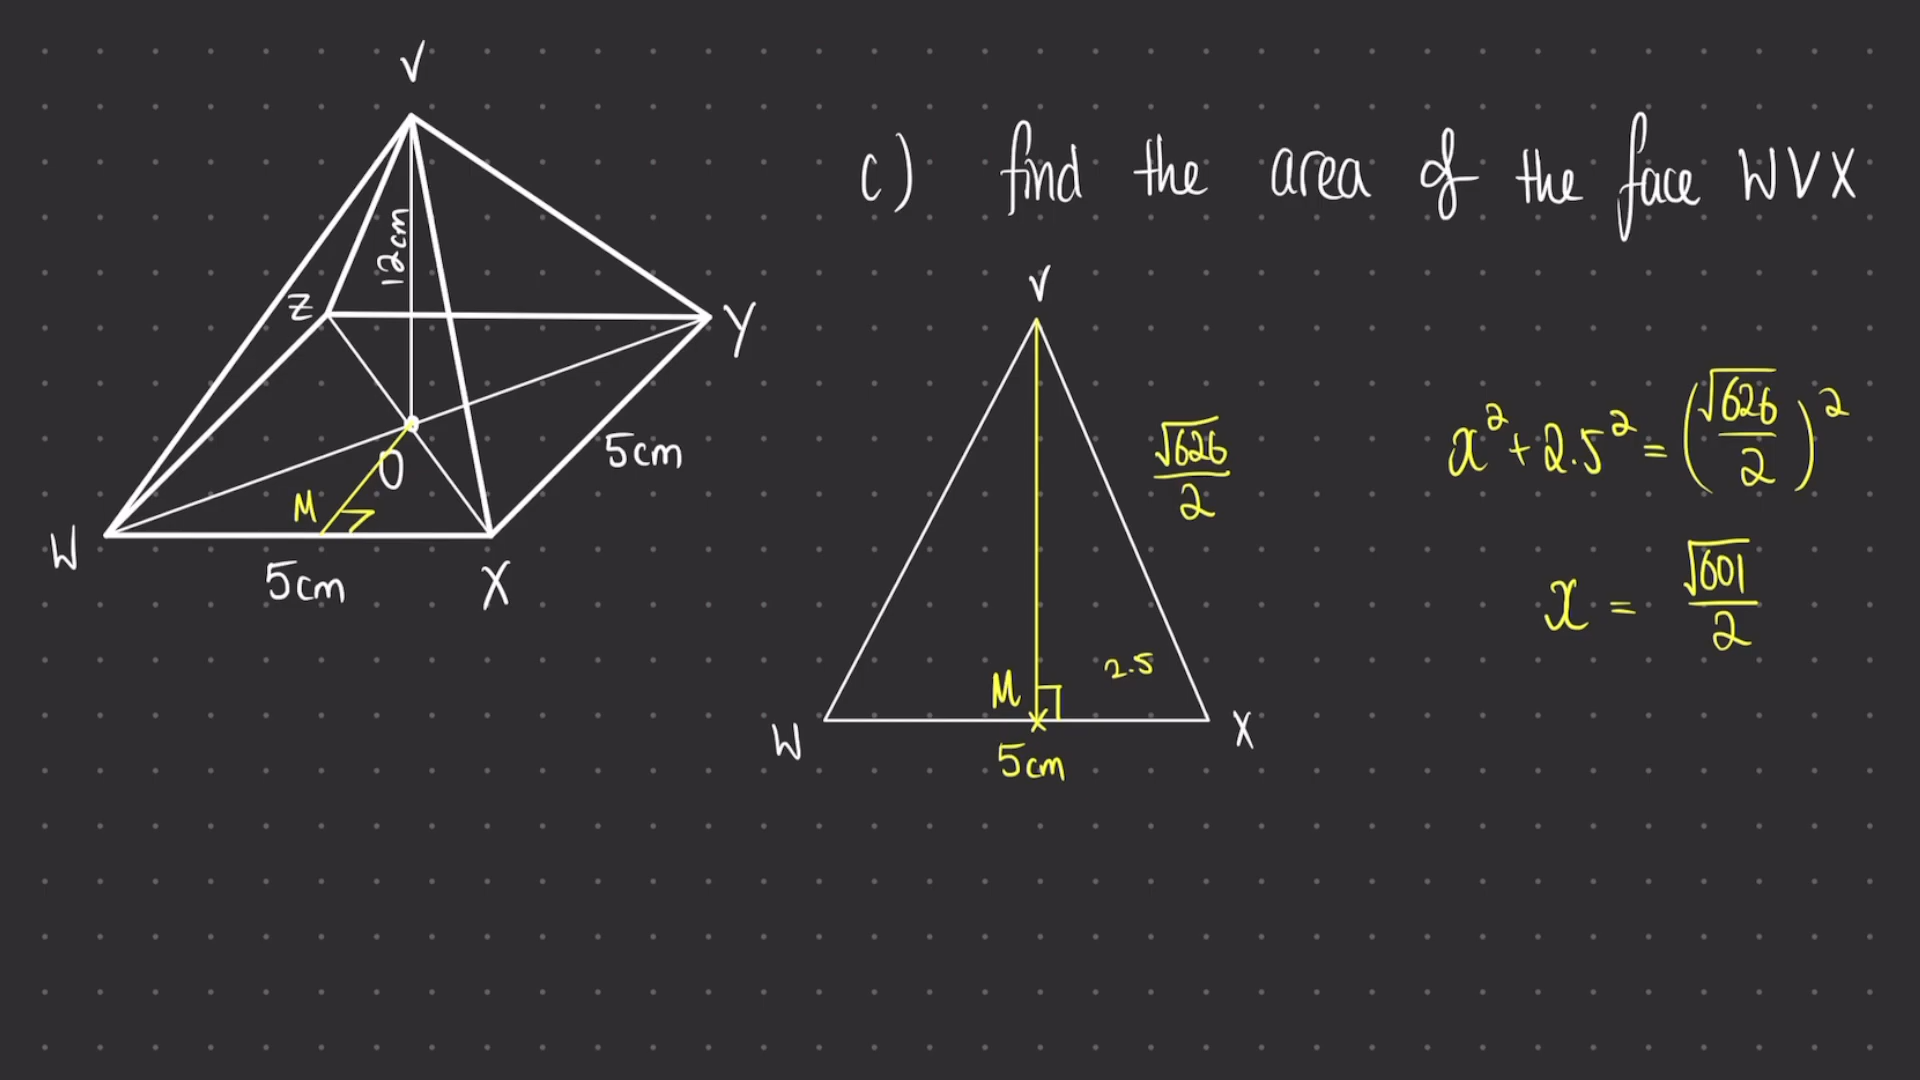 c) find the area of the face WVX
V
12cm
Z
Y
5cm
O
M
W
5cm
X
V
√626/2
M
2.5
W
5cm
X
x² + 2.5² = (√626/2)²
x = √601/2